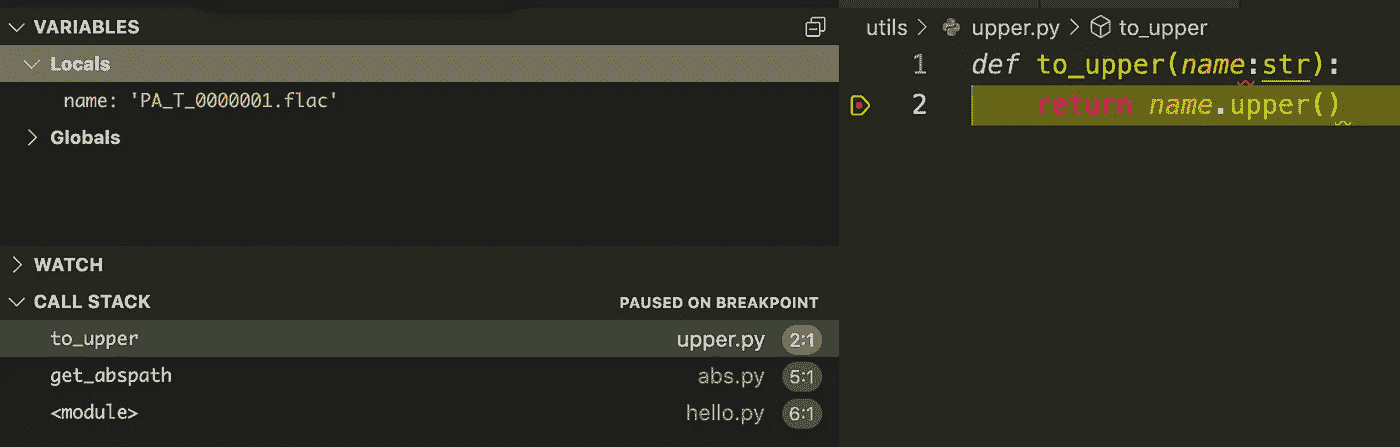 VARIABLES
Locals
name: 'PA_T_0000001.flac'
Globals
WATCH
CALL STACK PAUSED ON BREAKPOINT
to_upper upper.py 2:1
get_abspath abs.py 5:1
<module> hello.py 6:1
utils > upper.py > to_upper
1 def to_upper(name:str):
2 return name.upper()